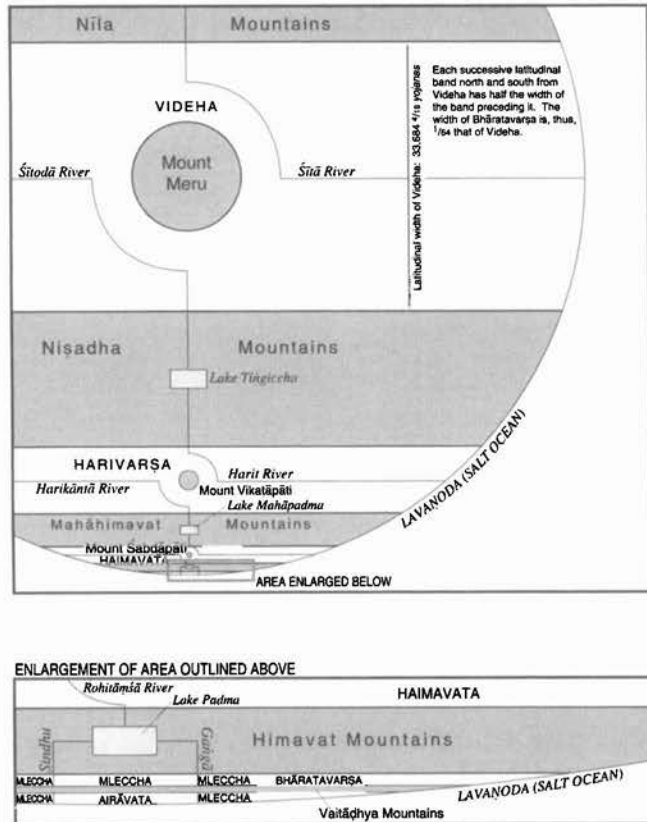 Nīla Mountains
Each successive latitudinal
band north and south from
Videha has half the width of
the band preceding it. The
width of Bhāratavarṣa is, thus,
1/64 that of Videha.
VIDEHA
Mount
Meru
Śītodā River
Śītā River
Latitudinal width of Videha: 33,684 4/19 yojanas
Niṣadha Mountains
Lake Tiṅgiccha
HARIVARṢA
Harit River
Harikāntā River
Mount Vikatāpāti
Lake Mahāpadma
Mahāhimavat Mountains
LAVAṆODA (SALT OCEAN)
Mount Śabdāpāti
HAIMAVATA
AREA ENLARGED BELOW
ENLARGEMENT OF AREA OUTLINED ABOVE
Rohitāṃśā River
Lake Padma
HAIMAVATA
Sindhu
Gaṅgā
Himavat Mountains
MLECCHA MLECCHA MLECCHA BHĀRATAVARṢA
MLECCHA AIRĀVATA MLECCHA
LAVAṆODA (SALT OCEAN)
Vaitāḍhya Mountains